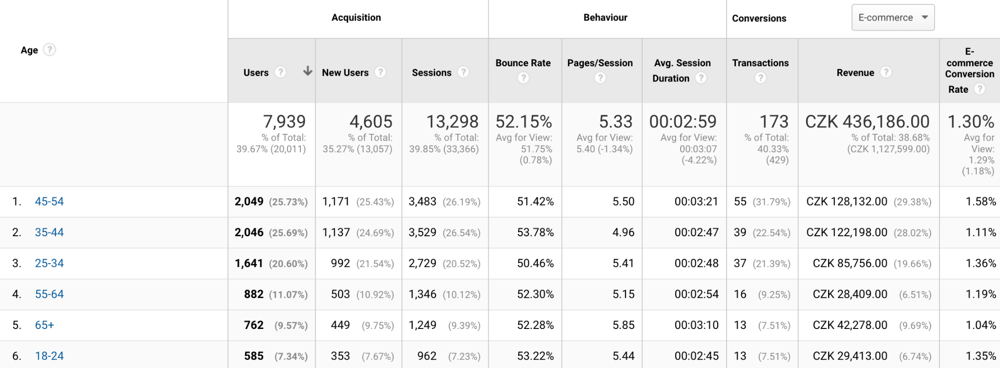 Acquisition Behaviour Conversions E-commerce
Age ?
Users ? New Users ? Sessions ? Bounce Rate ? Pages/Session ? Avg. Session Duration ? Transactions ? Revenue ? E-commerce Conversion Rate ?
7,939 4,605 13,298 52.15% 5.33 00:02:59 173 CZK 436,186.00 1.30%
% of Total: 39.67% (20,011) % of Total: 35.27% (13,057) % of Total: 39.85% (33,366) Avg for View: 51.75% (0.78%) Avg for View: 5.40 (-1.34%) Avg for View: 00:03:07 (-4.22%) % of Total: 40.33% (429) % of Total: 38.68% (CZK 1,127,599.00) Avg for View: 1.29% (1.18%)
1. 45-54 2,049 (25.73%) 1,171 (25.43%) 3,483 (26.19%) 51.42% 5.50 00:03:21 55 (31.79%) CZK 128,132.00 (29.38%) 1.58%
2. 35-44 2,046 (25.69%) 1,137 (24.69%) 3,529 (26.54%) 53.78% 4.96 00:02:47 39 (22.54%) CZK 122,198.00 (28.02%) 1.11%
3. 25-34 1,641 (20.60%) 992 (21.54%) 2,729 (20.52%) 50.46% 5.41 00:02:48 37 (21.39%) CZK 85,756.00 (19.66%) 1.36%
4. 55-64 882 (11.07%) 503 (10.92%) 1,346 (10.12%) 52.30% 5.15 00:02:54 16 (9.25%) CZK 28,409.00 (6.51%) 1.19%
5. 65+ 762 (9.57%) 449 (9.75%) 1,249 (9.39%) 52.28% 5.85 00:03:10 13 (7.51%) CZK 42,278.00 (9.69%) 1.04%
6. 18-24 585 (7.34%) 353 (7.67%) 962 (7.23%) 53.22% 5.44 00:02:45 13 (7.51%) CZK 29,413.00 (6.74%) 1.35%